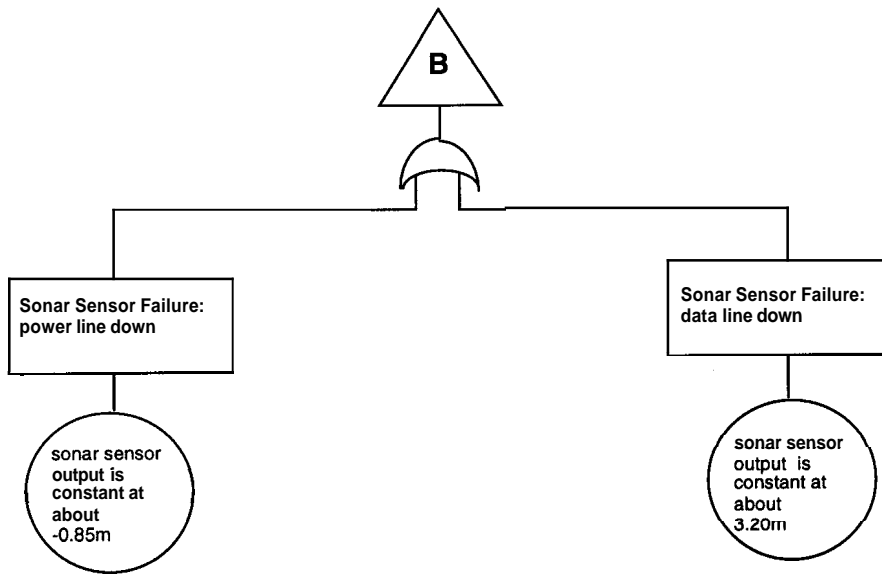 B
Sonar Sensor Failure:
power line down
Sonar Sensor Failure:
data line down
sonar sensor
output is
constant at
about
-0.85m
sonar sensor
output is
constant at
about
3.20m